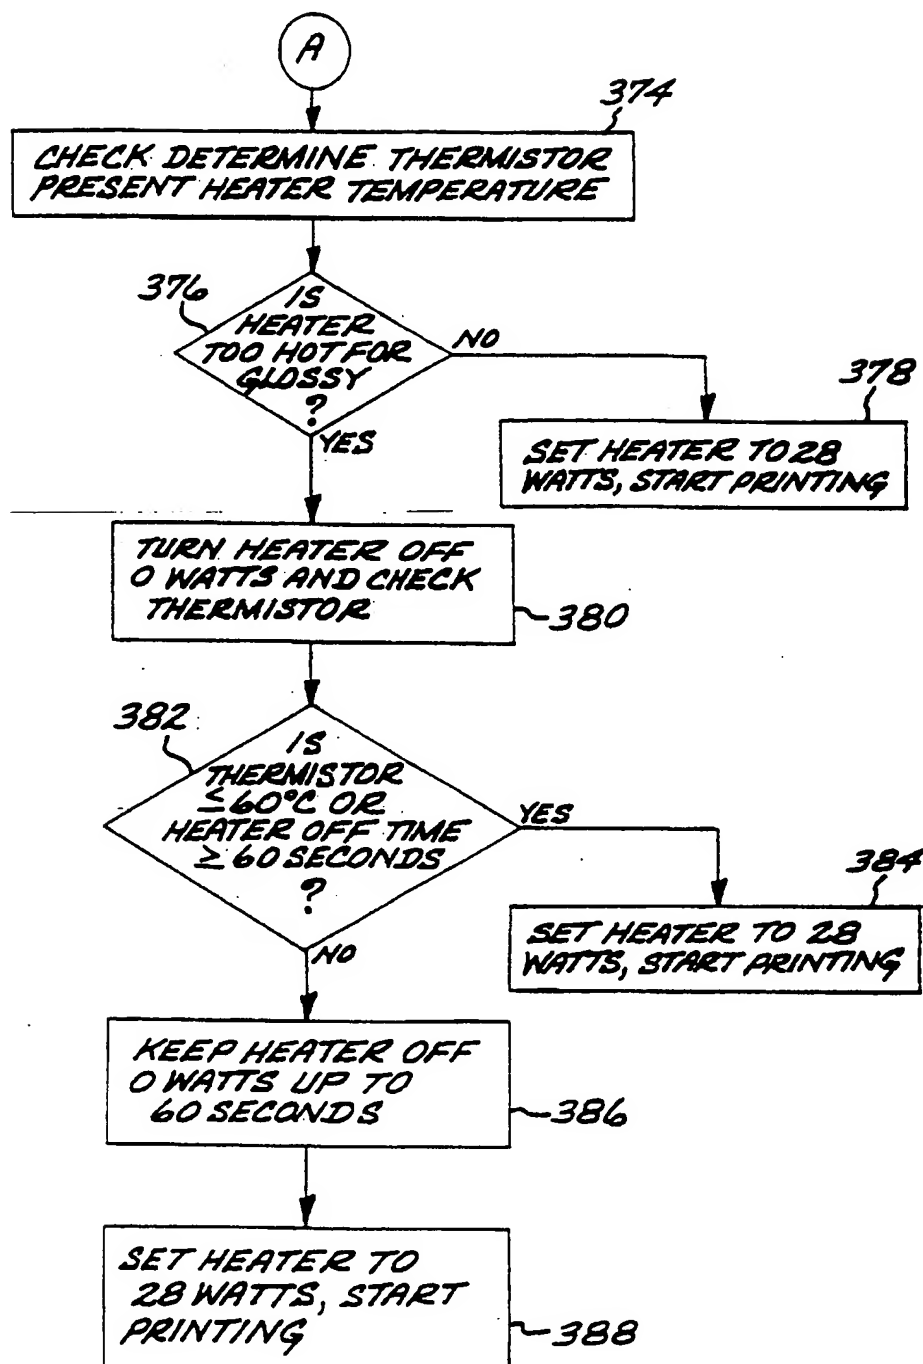 A
374
CHECK DETERMINE THERMISTOR
PRESENT HEATER TEMPERATURE
376
IS
HEATER
TOO HOT FOR
GLOSSY
?
NO
YES
378
SET HEATER TO 28
WATTS, START PRINTING
TURN HEATER OFF
0 WATTS AND CHECK
THERMISTOR
380
382
IS
THERMISTOR
≤60°C OR
HEATER OFF TIME
≥60 SECONDS
?
YES
NO
384
SET HEATER TO 28
WATTS, START PRINTING
KEEP HEATER OFF
0 WATTS UP TO
60 SECONDS
386
SET HEATER TO
28 WATTS, START
PRINTING
388